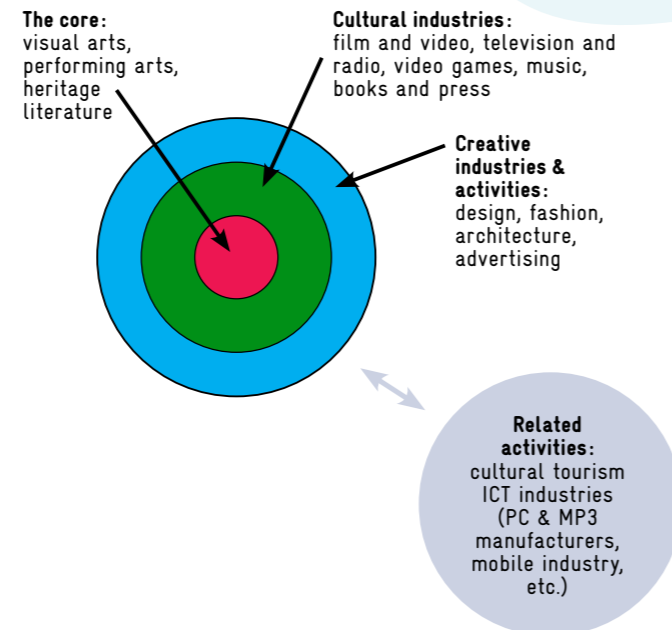 The core:
visual arts,
performing arts,
heritage
literature
Cultural industries:
film and video, television and
radio, video games, music,
books and press
Creative
industries &
activities:
design, fashion,
architecture,
advertising
Related
activities:
cultural tourism
ICT industries
(PC & MP3
manufacturers,
mobile industry,
etc.)